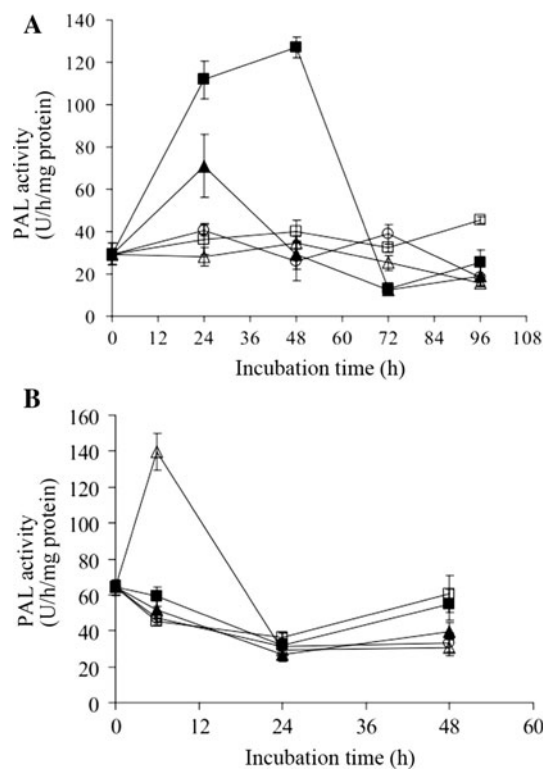 A
PAL activity
(U/h/mg protein)
140
120
100
80
60
40
20
0
0 12 24 36 48 60 72 84 96 108
Incubation time (h)
B
PAL activity
(U/h/mg protein)
160
140
120
100
80
60
40
20
0
0 12 24 36 48 60
Incubation time (h)